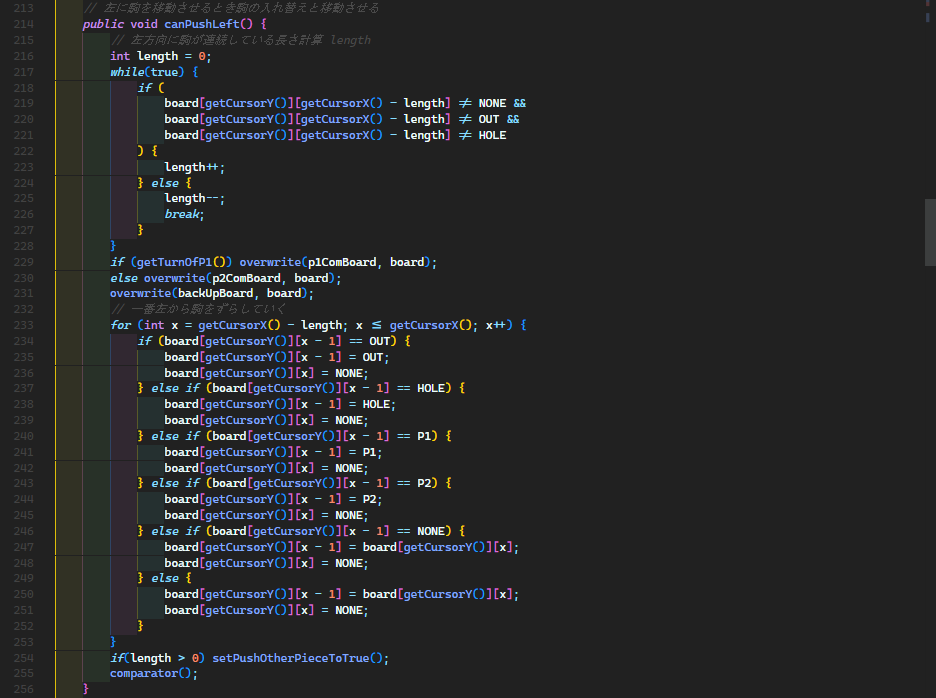 213 // 左に駒を移動させるとき駒の入れ替えと移動させる
214 public void canPushLeft() {
215 // 左方向に駒が連続している長さ計算 length
216 int length = 0;
217 while(true) {
218 if (
219 board[getCursorY()][getCursorX() - length] ≠ NONE &&
220 board[getCursorY()][getCursorX() - length] ≠ OUT &&
221 board[getCursorY()][getCursorX() - length] ≠ HOLE
222 ) {
223 length++;
224 } else {
225 length--;
226 break;
227 }
228 }
229 if (getTurnOfP1()) overwrite(p1ComBoard, board);
230 else overwrite(p2ComBoard, board);
231 overwrite(backUpBoard, board);
232 // 一番左から駒をずらしていく
233 for (int x = getCursorX() - length; x ≤ getCursorX(); x++) {
234 if (board[getCursorY()][x - 1] == OUT) {
235 board[getCursorY()][x - 1] = OUT;
236 board[getCursorY()][x] = NONE;
237 } else if (board[getCursorY()][x - 1] == HOLE) {
238 board[getCursorY()][x - 1] = HOLE;
239 board[getCursorY()][x] = NONE;
240 } else if (board[getCursorY()][x - 1] == P1) {
241 board[getCursorY()][x - 1] = P1;
242 board[getCursorY()][x] = NONE;
243 } else if (board[getCursorY()][x - 1] == P2) {
244 board[getCursorY()][x - 1] = P2;
245 board[getCursorY()][x] = NONE;
246 } else if (board[getCursorY()][x - 1] == NONE) {
247 board[getCursorY()][x - 1] = board[getCursorY()][x];
248 board[getCursorY()][x] = NONE;
249 } else {
250 board[getCursorY()][x - 1] = board[getCursorY()][x];
251 board[getCursorY()][x] = NONE;
252 }
253 }
254 if(length > 0) setPushOtherPieceToTrue();
255 comparator();
256 }